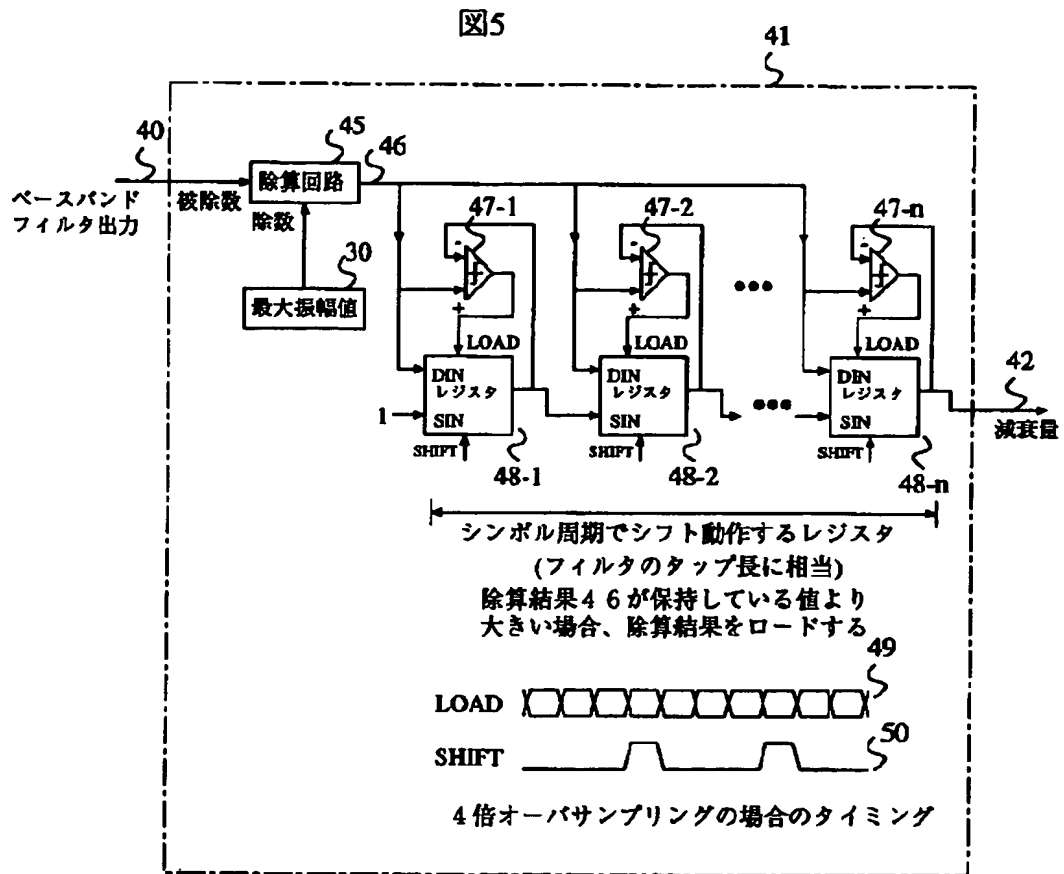 図5
41
40
45
46
ベースバンド
フィルタ出力
被除数
除算回路
除数
30
最大振幅値
47-1
47-2
47-n
-
-
-
+
+
+
LOAD
LOAD
LOAD
DIN
レジスタ
SIN
DIN
レジスタ
SIN
DIN
レジスタ
SIN
1
SHIFT
SHIFT
SHIFT
48-1
48-2
48-n
42
減衰量
シンボル周期でシフト動作するレジスタ
(フィルタのタップ長に相当)
除算結果46が保持している値より
大きい場合、除算結果をロードする
LOAD
49
SHIFT
50
4倍オーバサンプリングの場合のタイミング